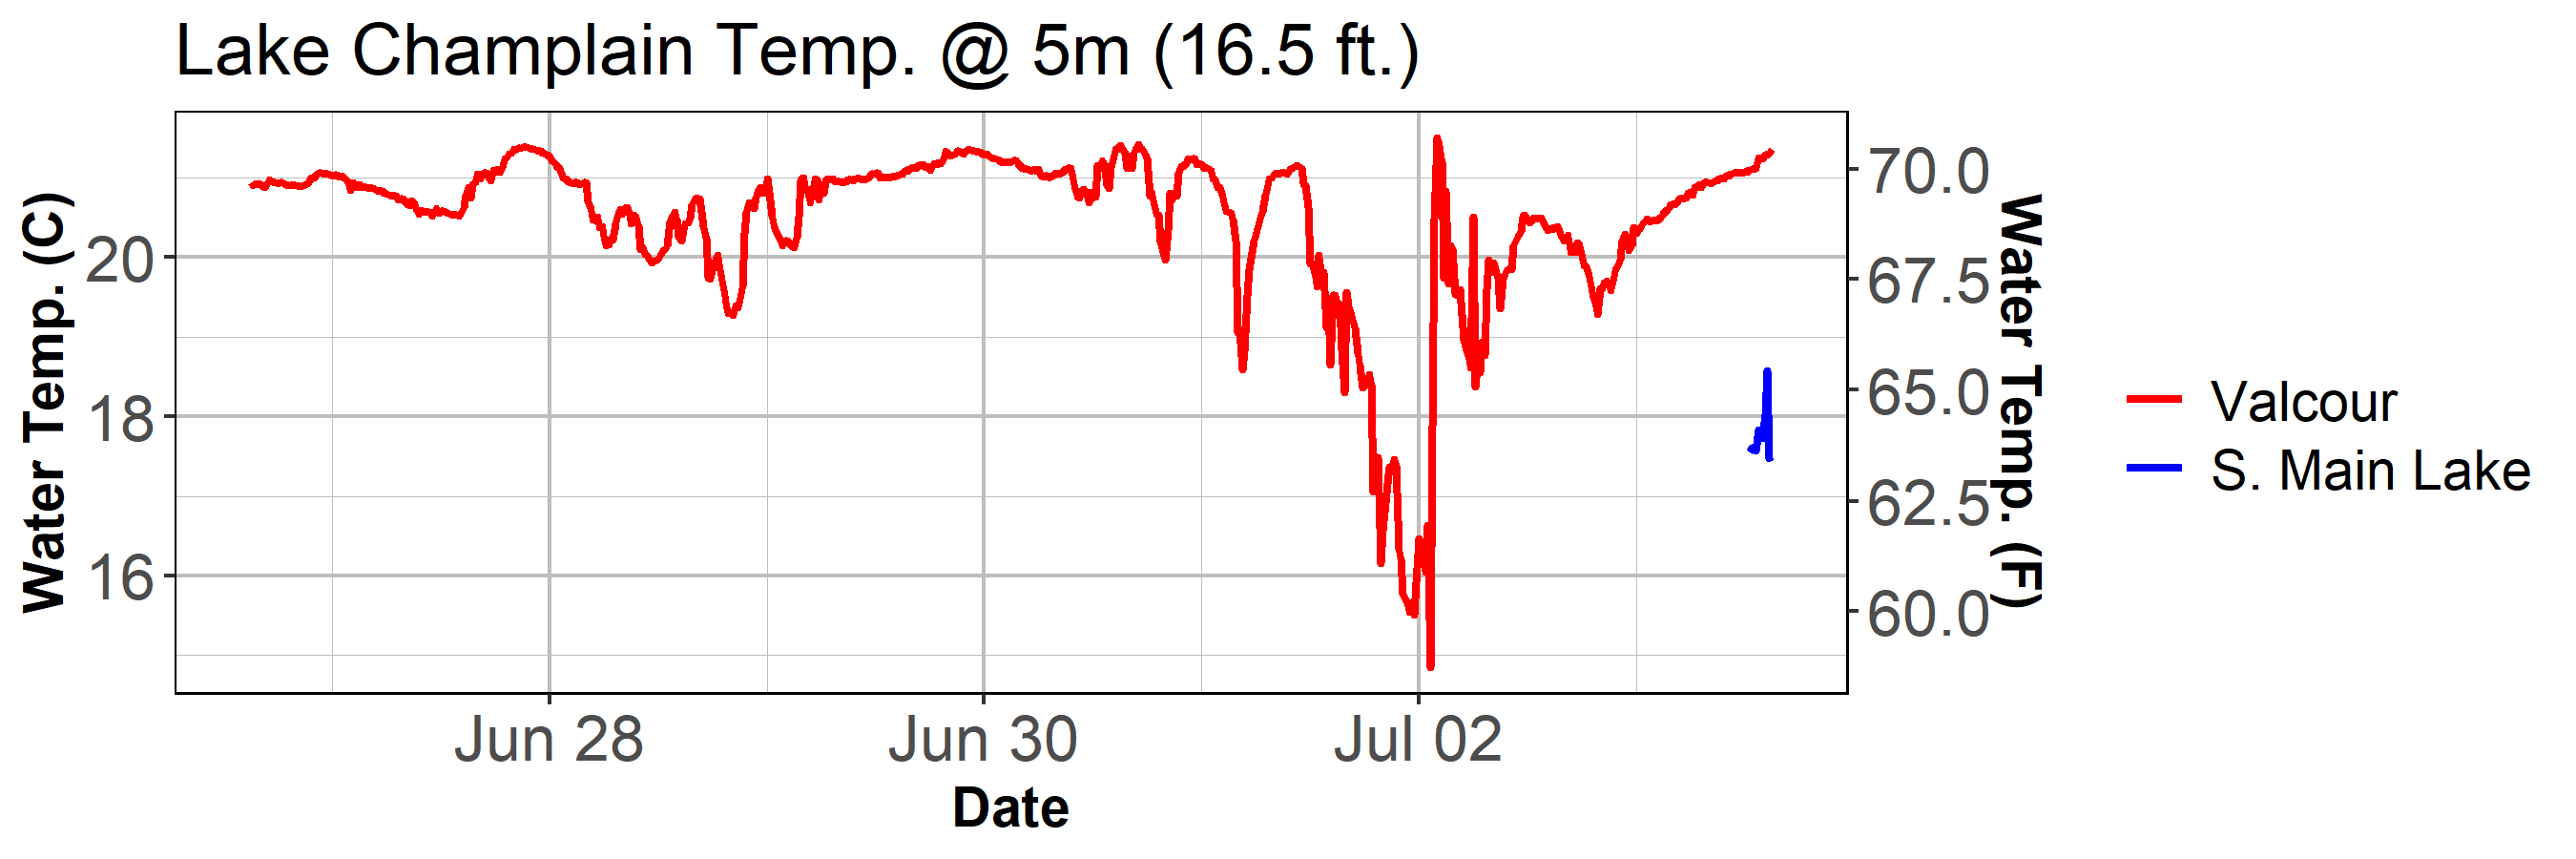 Lake Champlain Temp. @ 5m (16.5 ft.)
Water Temp. (C)
20
18
16
70.0
67.5
65.0
62.5
60.0
Water Temp. (F)
Valcour
S. Main Lake
Jun 28
Jun 30
Jul 02
Date